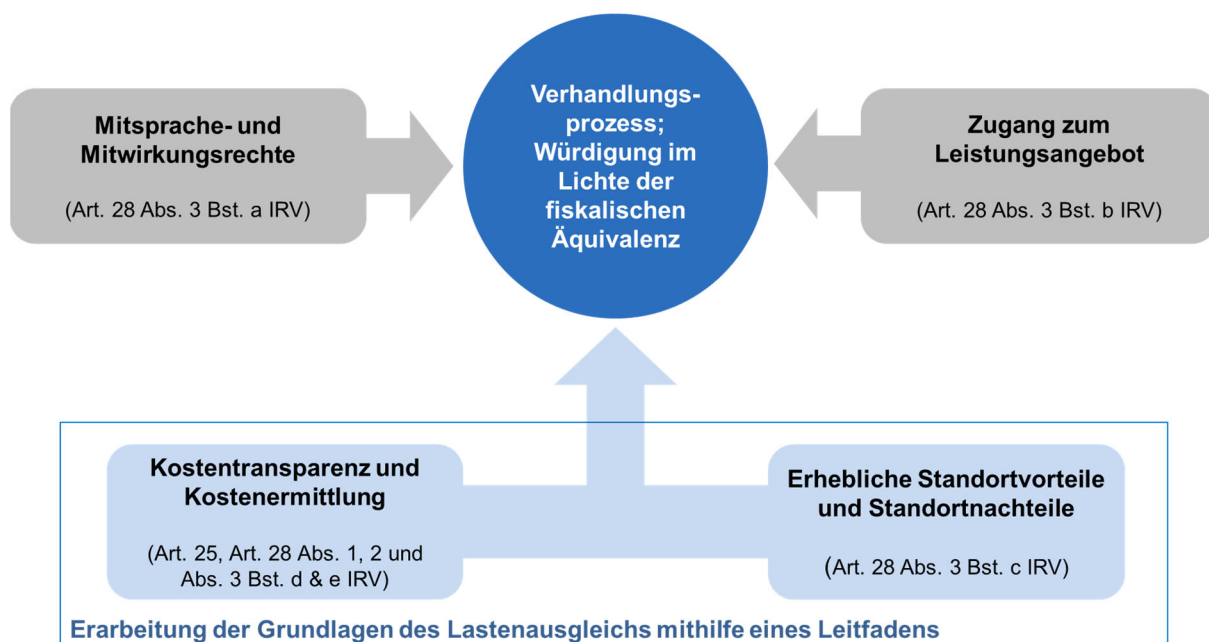 Mitsprache- und
Mitwirkungsrechte
(Art. 28 Abs. 3 Bst. a IRV)
Verhandlungs-
prozess;
Würdigung im
Lichte der
fiskalischen
Äquivalenz
Zugang zum
Leistungsangebot
(Art. 28 Abs. 3 Bst. b IRV)
Kostentransparenz und
Kostenermittlung
(Art. 25, Art. 28 Abs. 1, 2 und
Abs. 3 Bst. d & e IRV)
Erhebliche Standortvorteile
und Standortnachteile
(Art. 28 Abs. 3 Bst. c IRV)
Erarbeitung der Grundlagen des Lastenausgleichs mithilfe eines Leitfadens